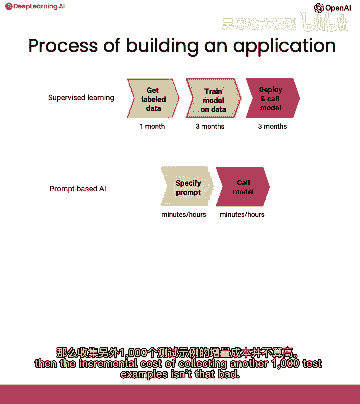 DeepLearning.AI
OpenAI
Process of building an application
Supervised learning
Get labeled data
Train model on data
Deploy & call model
1 month
3 months
3 months
Prompt-based AI
Specify prompt
Call model
minutes/hours
minutes/hours
那么收集另外1,000个测试示例的增量成本并不算高。
then the incremental cost of collecting another 1,000 test
examples isn't that bad.